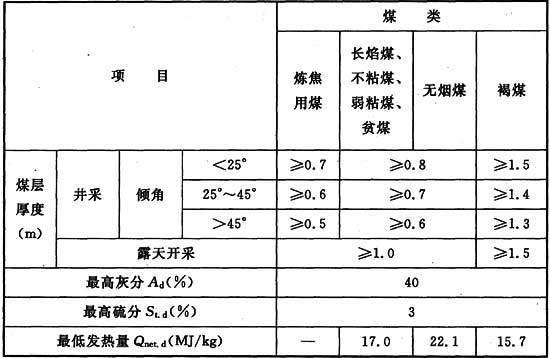 项 目
煤 类
炼焦用煤
长焰煤、不粘煤、弱粘煤、贫煤
无烟煤
褐煤
煤层厚度(m)
井采
倾角
<25° ≥0.7 ≥0.8 ≥1.5
25°～45° ≥0.6 ≥0.7 ≥1.4
>45° ≥0.5 ≥0.6 ≥1.3
露天开采 ≥1.0 ≥1.5
最高灰分 Ad(%) 40
最高硫分 St,d(%) 3
最低发热量 Qnet,d(MJ/kg) — 17.0 22.1 15.7